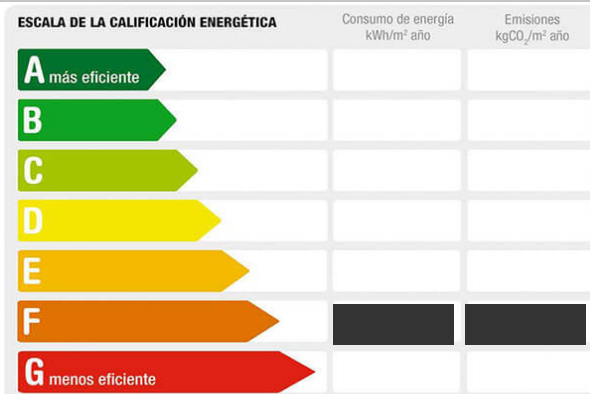 ESCALA DE LA CALIFICACIÓN ENERGÉTICA
Consumo de energía
kWh/m² año
Emisiones
kgCO₂/m² año
A más eficiente
B
C
D
E
F
G menos eficiente